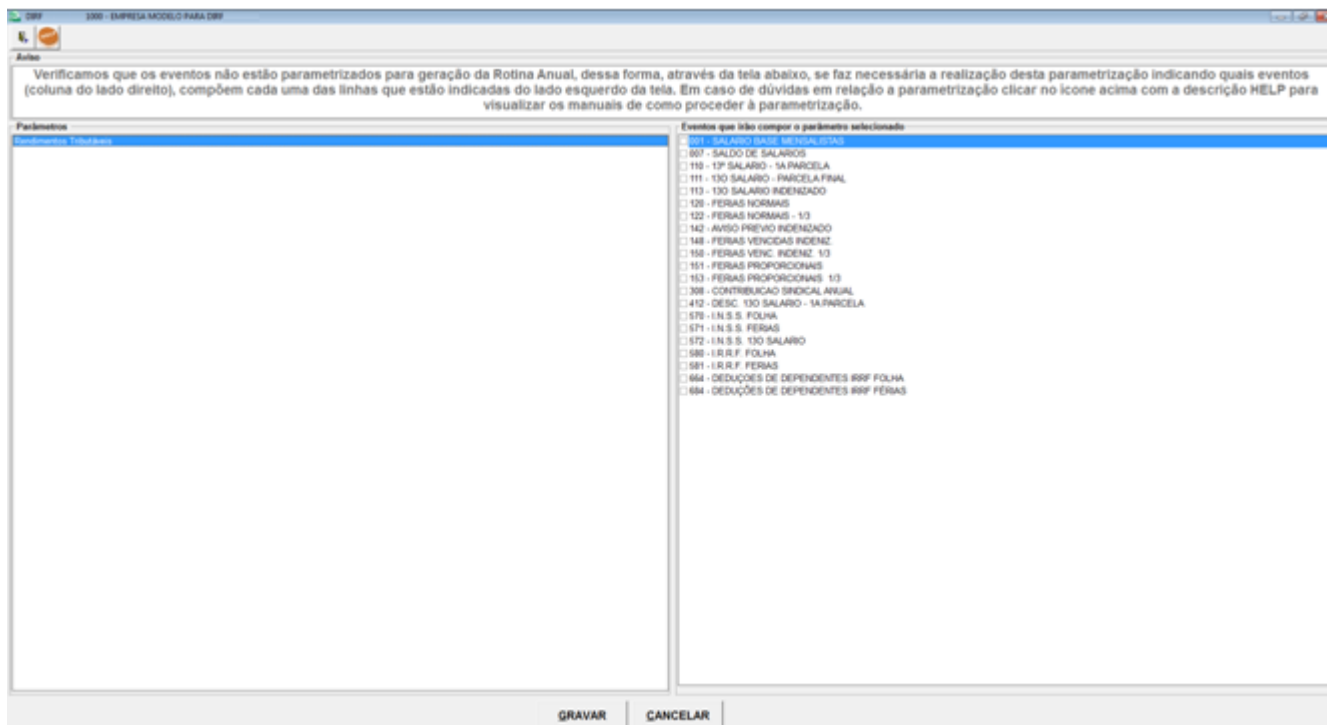 DIRF 1000 - EMPRESA MODELO PARA DIRF
Aviso
Verificamos que os eventos não estão parametrizados para geração da Rotina Anual, dessa forma, através da tela abaixo, se faz necessária a realização desta parametrização indicando quais eventos
(coluna do lado direito), compõem cada uma das linhas que estão indicadas do lado esquerdo da tela. Em caso de dúvidas em relação a parametrização clicar no icone acima com a descrição HELP para
visualizar os manuais de como proceder à parametrização.
Parâmetros
Rendimentos Tributáveis
Eventos que irão compor o parâmetro selecionado
001 - SALARIO BASE MENSALISTAS
007 - SALDO DE SALARIOS
110 - 13º SALARIO - 1A PARCELA
111 - 13O SALARIO - PARCELA FINAL
113 - 13O SALARIO INDENIZADO
120 - FERIAS NORMAIS
122 - FERIAS NORMAIS - 1/3
142 - AVISO PREVIO INDENIZADO
148 - FERIAS VENCIDAS INDENIZ.
150 - FERIAS VENC. INDENIZ. 1/3
151 - FERIAS PROPORCIONAIS
153 - FERIAS PROPORCIONAIS 1/3
308 - CONTRIBUICAO SINDICAL ANUAL
412 - DESC. 13O SALARIO - 1A PARCELA
570 - I.N.S.S. FOLHA
571 - I.N.S.S. FERIAS
572 - I.N.S.S. 13O SALARIO
580 - I.R.R.F. FOLHA
581 - I.R.R.F. FERIAS
664 - DEDUÇOES DE DEPENDENTES IRRF FOLHA
684 - DEDUÇÕES DE DEPENDENTES IRRF FÉRIAS
GRAVAR CANCELAR